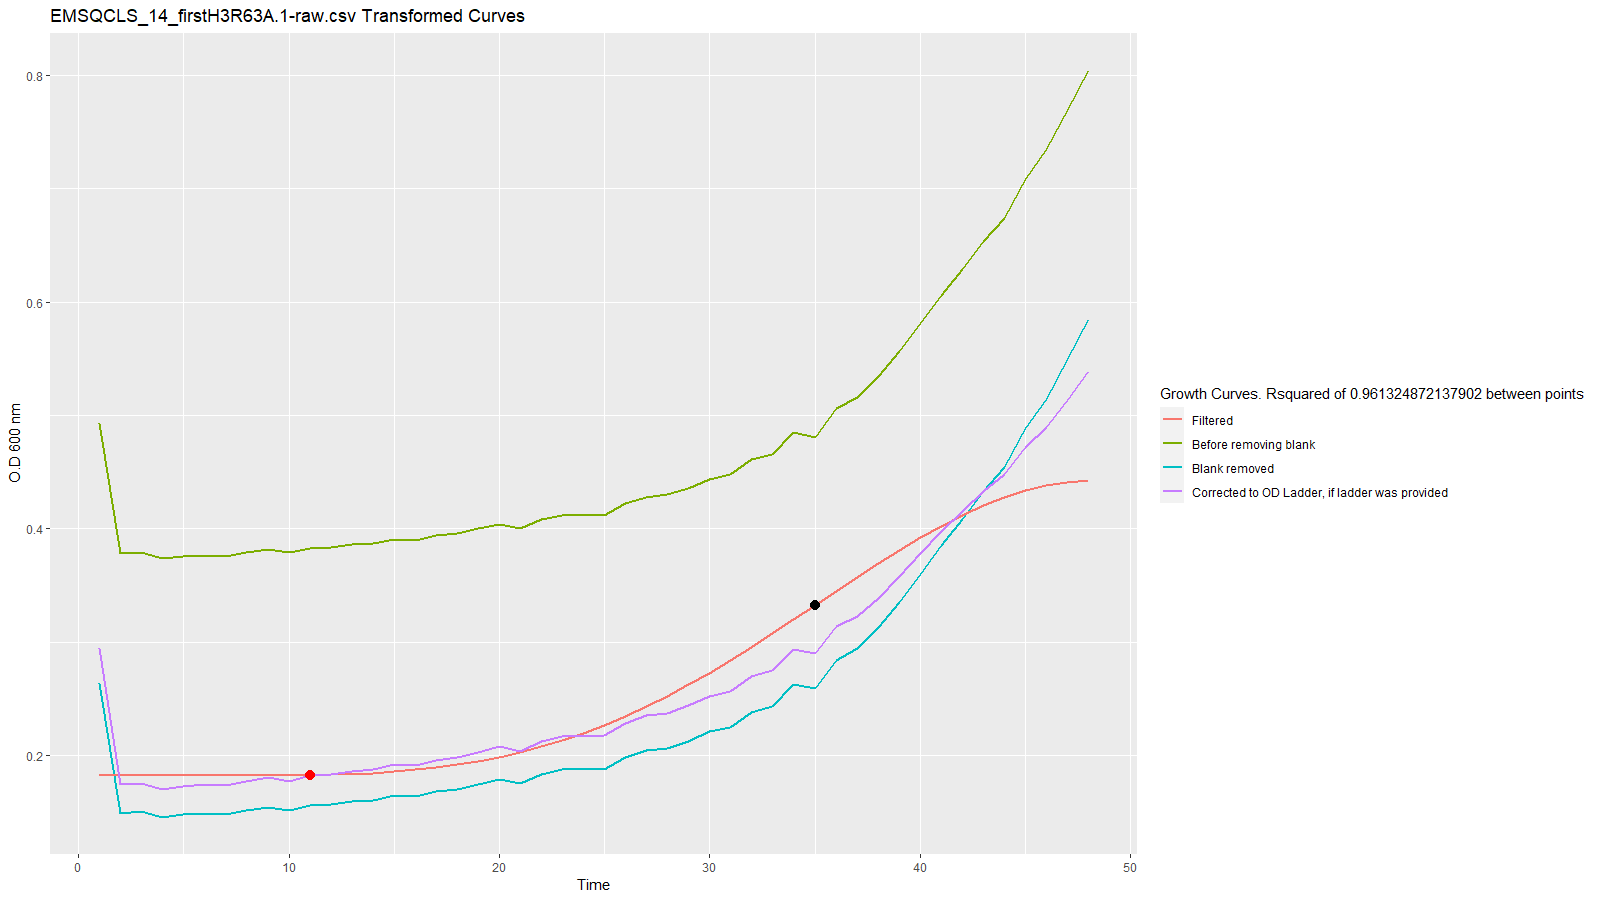 EMSQCLS_14_firstH3R63A.1-raw.csv Transformed Curves
0.8
0.6
0.4
0.2
O.D 600 nm
0
10
20
30
40
50
Time
Growth Curves. Rsquared of 0.961324872137902 between points
Filtered
Before removing blank
Blank removed
Corrected to OD Ladder, if ladder was provided